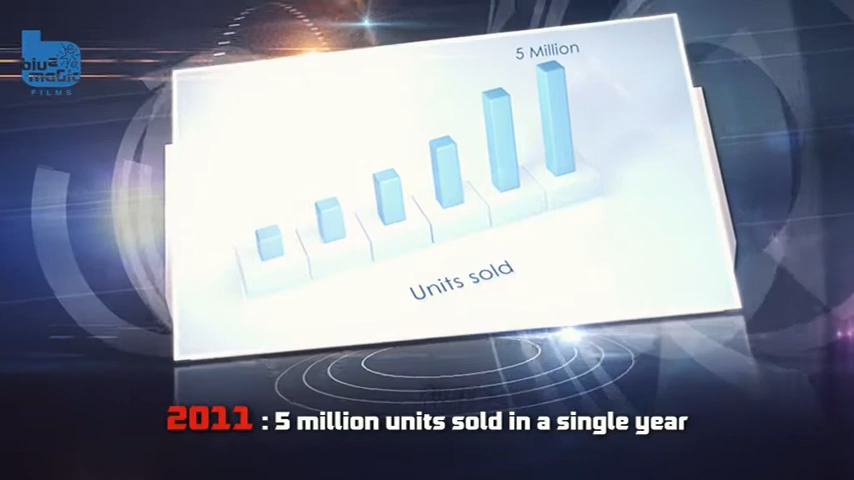 blue
magic
FILMS
5 Million
Units sold
2011 : 5 million units sold in a single year